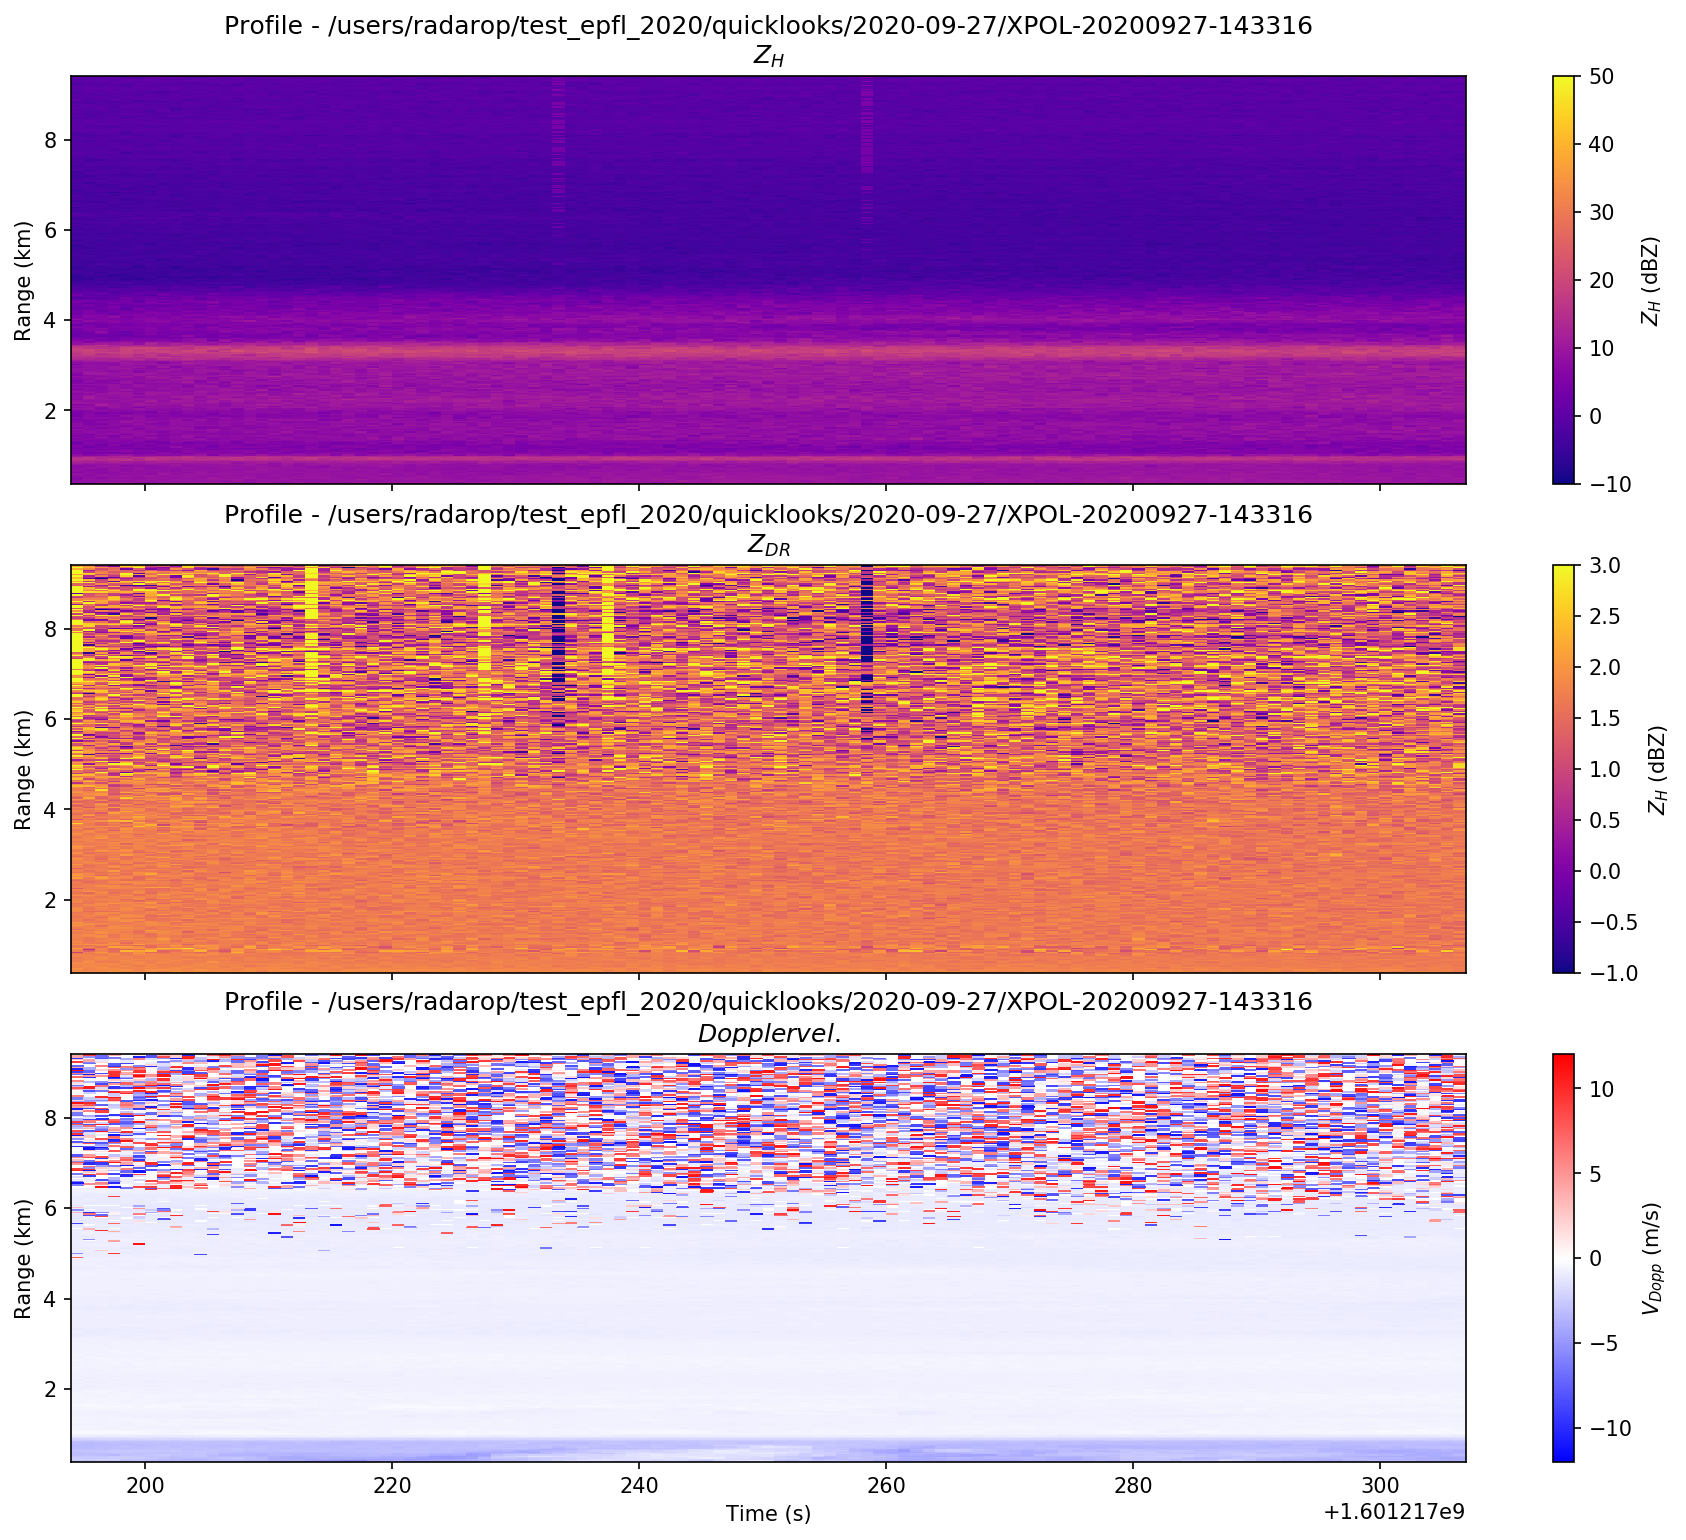 Profile - /users/radarop/test_epfl_2020/quicklooks/2020-09-27/XPOL-20200927-143316
Z_H
8
6
4
2
Range (km)
50
40
30
20
10
0
−10
Z_H (dBZ)
Profile - /users/radarop/test_epfl_2020/quicklooks/2020-09-27/XPOL-20200927-143316
Z_DR
8
6
4
2
Range (km)
3.0
2.5
2.0
1.5
1.0
0.5
0.0
−0.5
−1.0
Z_H (dBZ)
Profile - /users/radarop/test_epfl_2020/quicklooks/2020-09-27/XPOL-20200927-143316
Dopplervel.
8
6
4
2
Range (km)
10
5
0
−5
−10
V_Dopp (m/s)
200 220 240 260 280 300
Time (s)
+1.601217e9